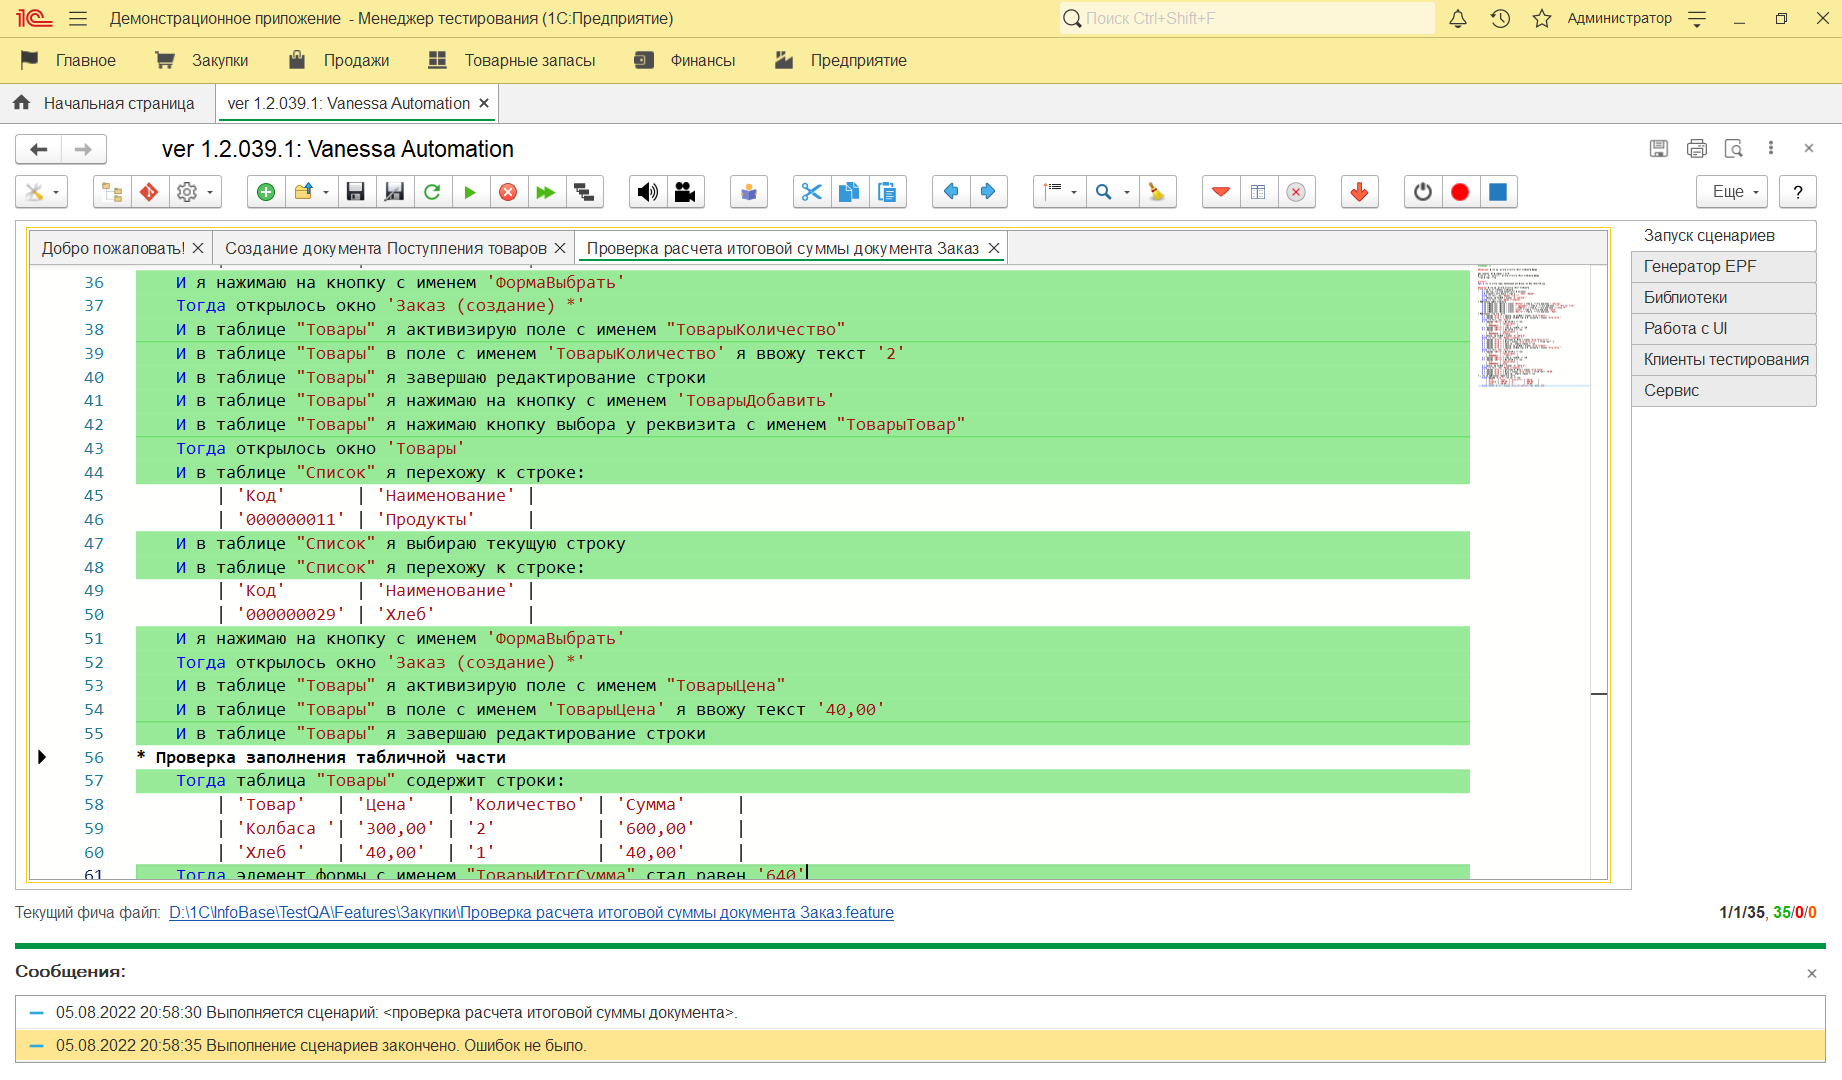 Демонстрационное приложение - Менеджер тестирования (1С:Предприятие)
Поиск Ctrl+Shift+F
Администратор
Главное
Закупки
Продажи
Товарные запасы
Финансы
Предприятие
Начальная страница
ver 1.2.039.1: Vanessa Automation
ver 1.2.039.1: Vanessa Automation
Еще
?
Добро пожаловать!
Создание документа Поступления товаров
Проверка расчета итоговой суммы документа Заказ
Запуск сценариев
Генератор EPF
Библиотеки
Работа с UI
Клиенты тестирования
Сервис
36 И я нажимаю на кнопку с именем 'ФормаВыбрать'
37 Тогда открылось окно 'Заказ (создание) *'
38 И в таблице "Товары" я активизирую поле с именем "ТоварыКоличество"
39 И в таблице "Товары" в поле с именем 'ТоварыКоличество' я ввожу текст '2'
40 И в таблице "Товары" я завершаю редактирование строки
41 И в таблице "Товары" я нажимаю на кнопку с именем 'ТоварыДобавить'
42 И в таблице "Товары" я нажимаю кнопку выбора у реквизита с именем "ТоварыТовар"
43 Тогда открылось окно 'Товары'
44 И в таблице "Список" я перехожу к строке:
45 | 'Код' | 'Наименование' |
46 | '000000011' | 'Продукты' |
47 И в таблице "Список" я выбираю текущую строку
48 И в таблице "Список" я перехожу к строке:
49 | 'Код' | 'Наименование' |
50 | '000000029' | 'Хлеб' |
51 И я нажимаю на кнопку с именем 'ФормаВыбрать'
52 Тогда открылось окно 'Заказ (создание) *'
53 И в таблице "Товары" я активизирую поле с именем "ТоварыЦена"
54 И в таблице "Товары" в поле с именем 'ТоварыЦена' я ввожу текст '40,00'
55 И в таблице "Товары" я завершаю редактирование строки
56 * Проверка заполнения табличной части
57 Тогда таблица "Товары" содержит строки:
58 | 'Товар' | 'Цена' | 'Количество' | 'Сумма' |
59 | 'Колбаса '| '300,00' | '2' | '600,00' |
60 | 'Хлеб ' | '40,00' | '1' | '40,00' |
61 Тогда элемент формы с именем "ТоварыИтогСумма" стал равен '640'
Текущий фича файл: D:\1C\InfoBase\TestQA\Features\Закупки\Проверка расчета итоговой суммы документа Заказ.feature
1/1/35, 35/0/0
Сообщения:
05.08.2022 20:58:30 Выполняется сценарий: <проверка расчета итоговой суммы документа>.
05.08.2022 20:58:35 Выполнение сценариев закончено. Ошибок не было.